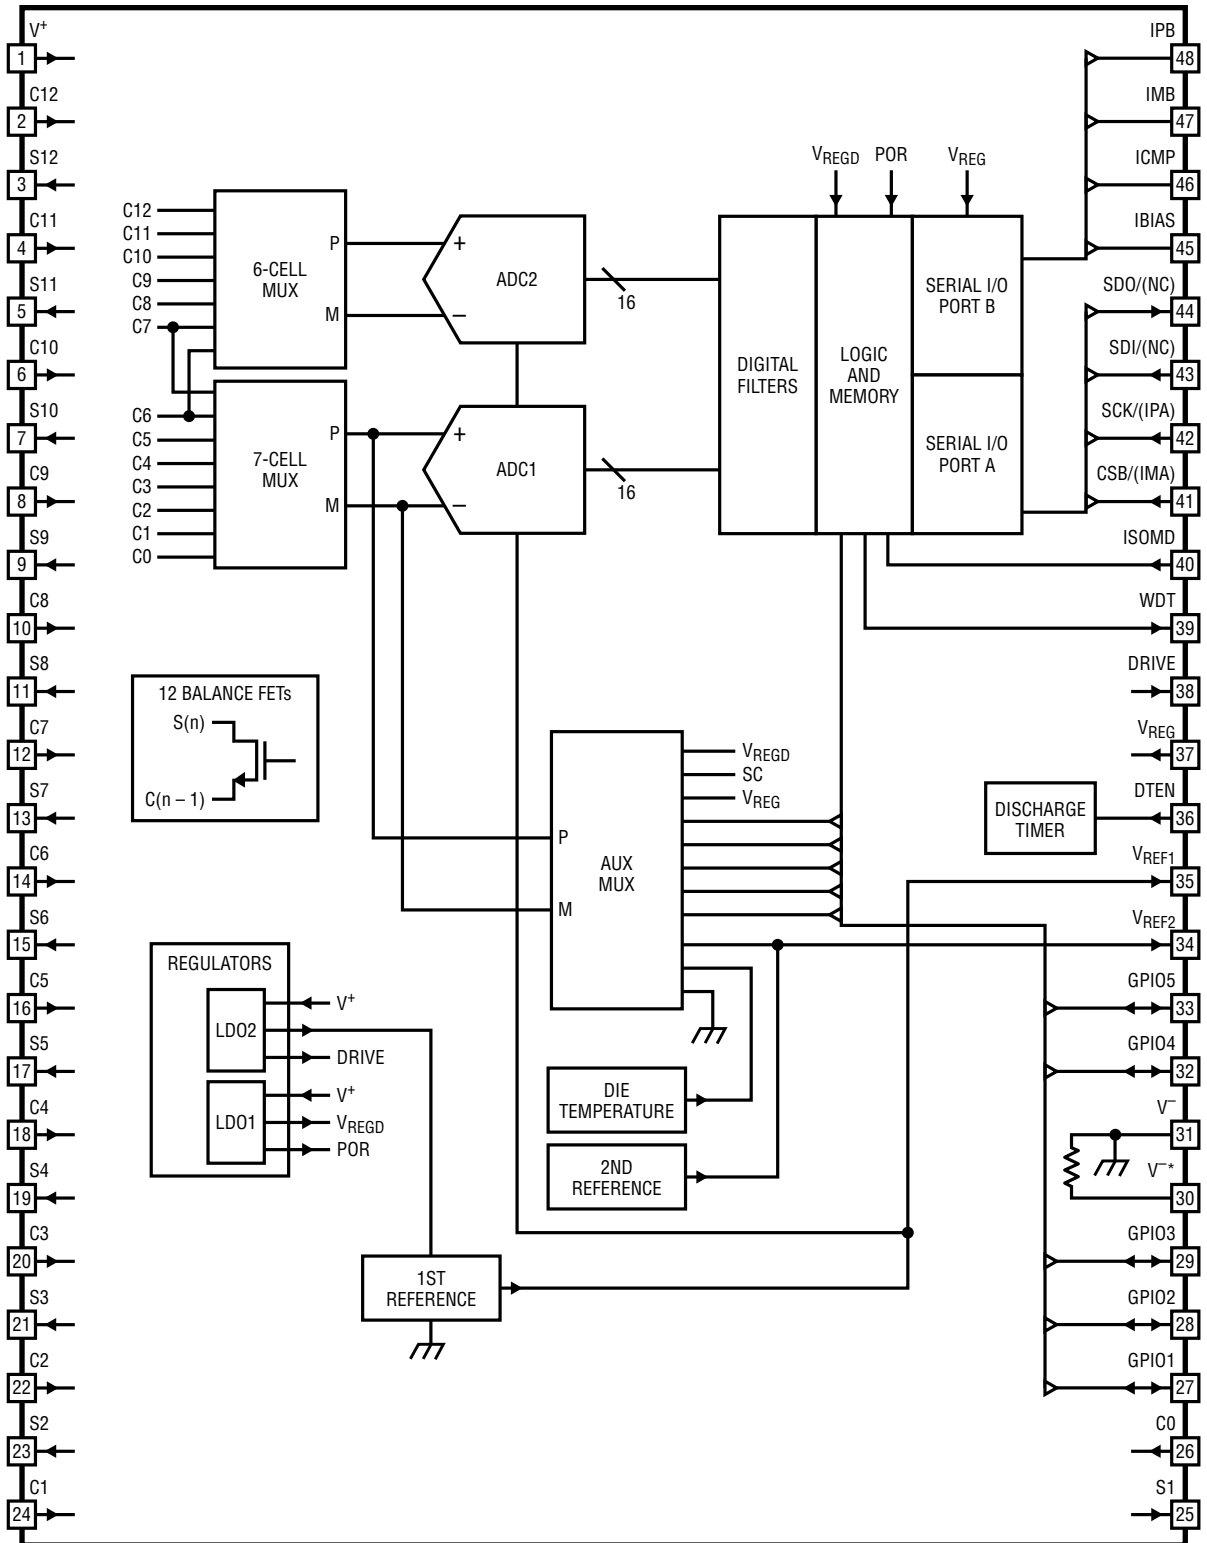 V+
1
C12
2
S12
3
C11
4
S11
5
C10
6
S10
7
C9
8
S9
9
C8
10
S8
11
C7
12
S7
13
C6
14
S6
15
C5
16
S5
17
C4
18
S4
19
C3
20
S3
21
C2
22
S2
23
C1
24
C12
C11
C10
C9
C8
C7
C6
C5
C4
C3
C2
C1
C0
6-CELL
MUX
P
M
7-CELL
MUX
P
M
+
ADC2
–
16
+
ADC1
–
16
VREGD
POR
VREG
DIGITAL
FILTERS
LOGIC
AND
MEMORY
SERIAL I/O
PORT B
SERIAL I/O
PORT A
12 BALANCE FETs
S(n)
C(n – 1)
P
M
AUX
MUX
VREGD
SC
VREG
DISCHARGE
TIMER
REGULATORS
LDO2
V+
DRIVE
LDO1
V+
VREGD
POR
DIE
TEMPERATURE
2ND
REFERENCE
1ST
REFERENCE
IPB
48
IMB
47
ICMP
46
IBIAS
45
SDO/(NC)
44
SDI/(NC)
43
SCK/(IPA)
42
CSB/(IMA)
41
ISOMD
40
WDT
39
DRIVE
38
VREG
37
DTEN
36
VREF1
35
VREF2
34
GPIO5
33
GPIO4
32
V–
31
V–*
30
GPIO3
29
GPIO2
28
GPIO1
27
C0
26
S1
25